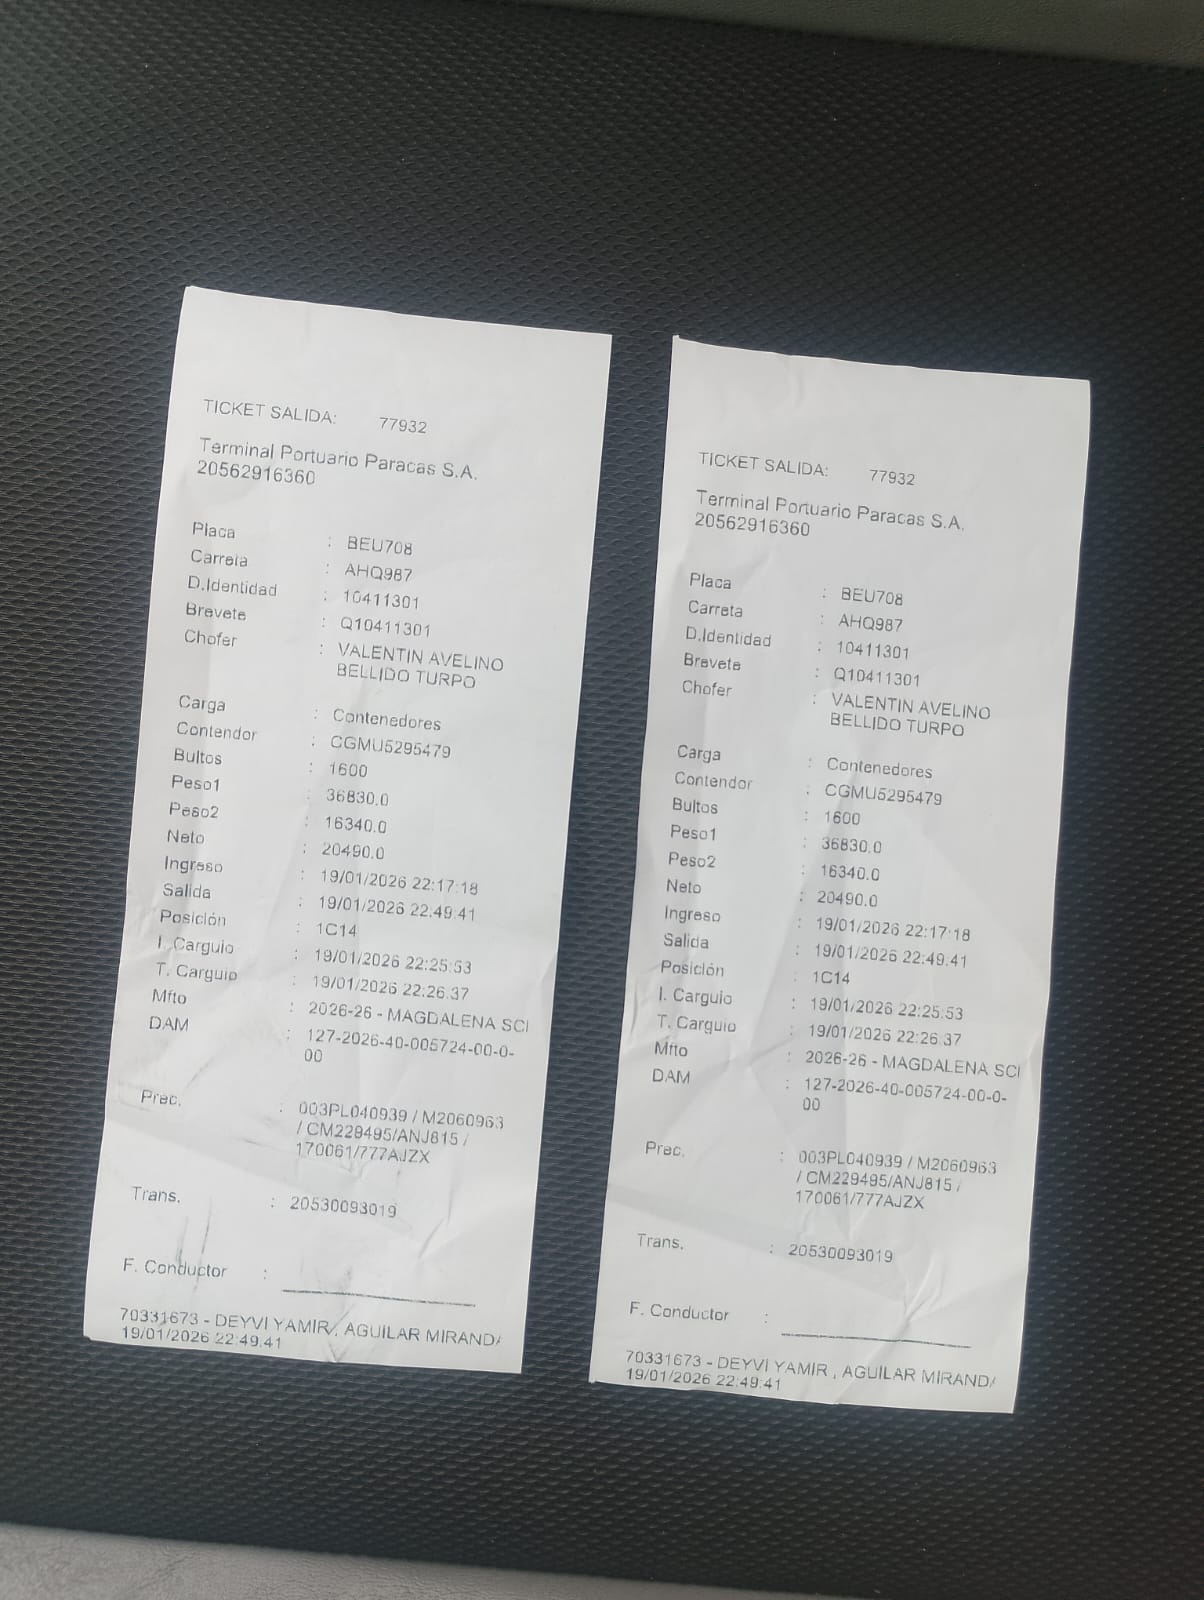 TICKET SALIDA: 77932
Terminal Portuario Paracas S.A.
20562916360
Placa : BEU708
Carreta : AHQ987
D.Identidad : 10411301
Brevete : Q10411301
Chofer : VALENTIN AVELINO
BELLIDO TURPO
Carga : Contenedores
Contendor : CGMU5295479
Bultos : 1600
Peso1 : 36830.0
Peso2 : 16340.0
Neto : 20490.0
Ingreso : 19/01/2026 22:17:18
Salida : 19/01/2026 22:49:41
Posición : 1C14
I. Carguio : 19/01/2026 22:25:53
T. Carguio : 19/01/2026 22:26:37
Mfto : 2026-26 - MAGDALENA SCI
DAM : 127-2026-40-005724-00-0-
00
Prec. : 003PL040939 / M2060963
/ CM229495/ANJ815 /
170061/777AJZX
Trans. : 20530093019
F. Conductor :
70331673 - DEYVI YAMIR , AGUILAR MIRANDA
19/01/2026 22:49:41
TICKET SALIDA: 77932
Terminal Portuario Paracas S.A.
20562916360
Placa : BEU708
Carreta : AHQ987
D.Identidad : 10411301
Brevete : Q10411301
Chofer : VALENTIN AVELINO
BELLIDO TURPO
Carga : Contenedores
Contendor : CGMU5295479
Bultos : 1600
Peso1 : 36830.0
Peso2 : 16340.0
Neto : 20490.0
Ingreso : 19/01/2026 22:17:18
Salida : 19/01/2026 22:49:41
Posición : 1C14
I. Carguio : 19/01/2026 22:25:53
T. Carguio : 19/01/2026 22:26:37
Mfto : 2026-26 - MAGDALENA SCI
DAM : 127-2026-40-005724-00-0-
00
Prec. : 003PL040939 / M2060963
/ CM229495/ANJ815 /
170061/777AJZX
Trans. : 20530093019
F. Conductor :
70331673 - DEYVI YAMIR , AGUILAR MIRANDA
19/01/2026 22:49:41